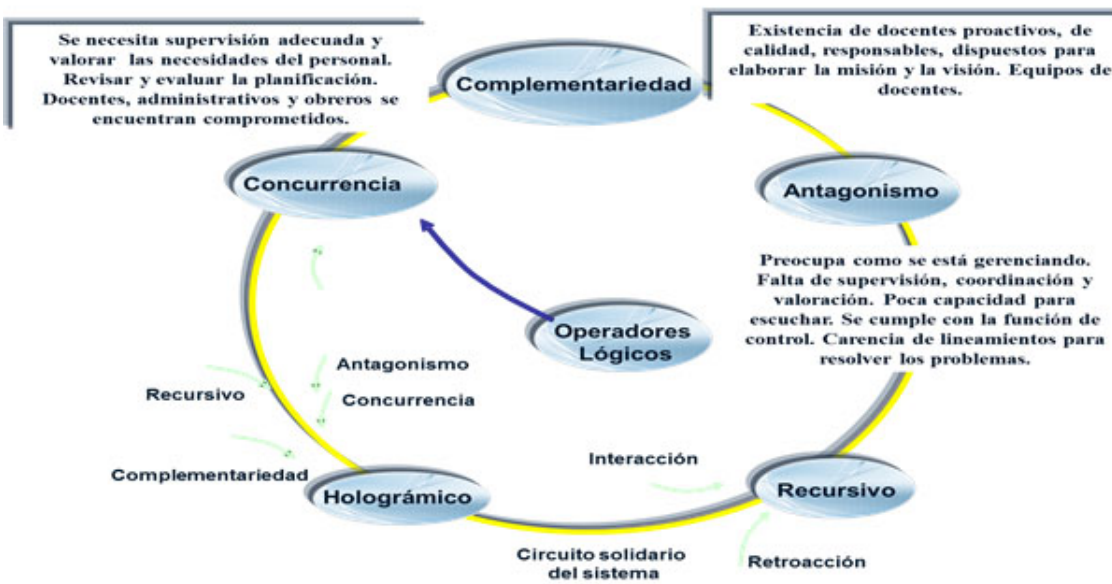 Se necesita supervisión adecuada y
valorar las necesidades del personal.
Revisar y evaluar la planificación.
Docentes, administrativos y obreros se
encuentran comprometidos.
Complementariedad
Existencia de docentes proactivos, de
calidad, responsables, dispuestos para
elaborar la misión y la visión. Equipos de
docentes.
Concurrencia
Antagonismo
Preocupa como se está gerenciando.
Falta de supervisión, coordinación y
valoración. Poca capacidad para
escuchar. Se cumple con la función de
control. Carencia de lineamientos para
resolver los problemas.
Operadores
Lógicos
Antagonismo
Recursivo
Concurrencia
Complementariedad
Holográmico
Interacción
Recursivo
Circuito solidario
del sistema
Retroacción